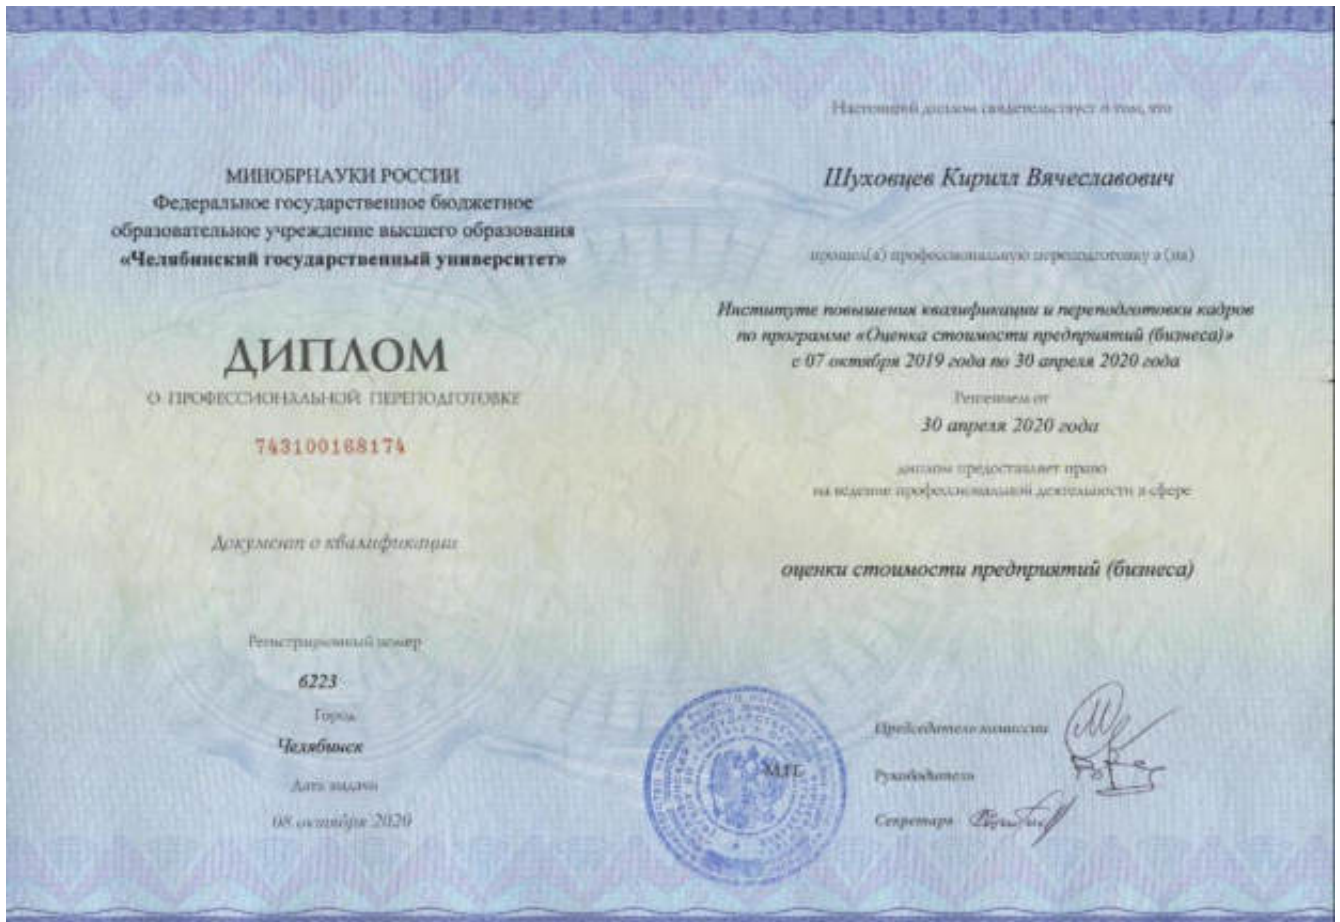 МИНОБРНАУКИ РОССИИ
Федеральное государственное бюджетное
образовательное учреждение высшего образования
«Челябинский государственный университет»
ДИПЛОМ
О ПРОФЕССИОНАЛЬНОЙ ПЕРЕПОДГОТОВКЕ
743100168174
Документ о квалификации
Регистрационный номер
6223
Город
Челябинск
Дата выдачи
08 октября 2020
Настоящий диплом свидетельствует о том, что
Шуховцев Кирилл Вячеславович
прошел(а) профессиональную переподготовку в (на)
Институте повышения квалификации и переподготовки кадров
по программе «Оценка стоимости предприятий (бизнеса)»
с 07 октября 2019 года по 30 апреля 2020 года
Решением от
30 апреля 2020 года
диплом предоставляет право
на ведение профессиональной деятельности в сфере
оценки стоимости предприятий (бизнеса)
Председатель комиссии
М.П.
Руководитель
Секретарь